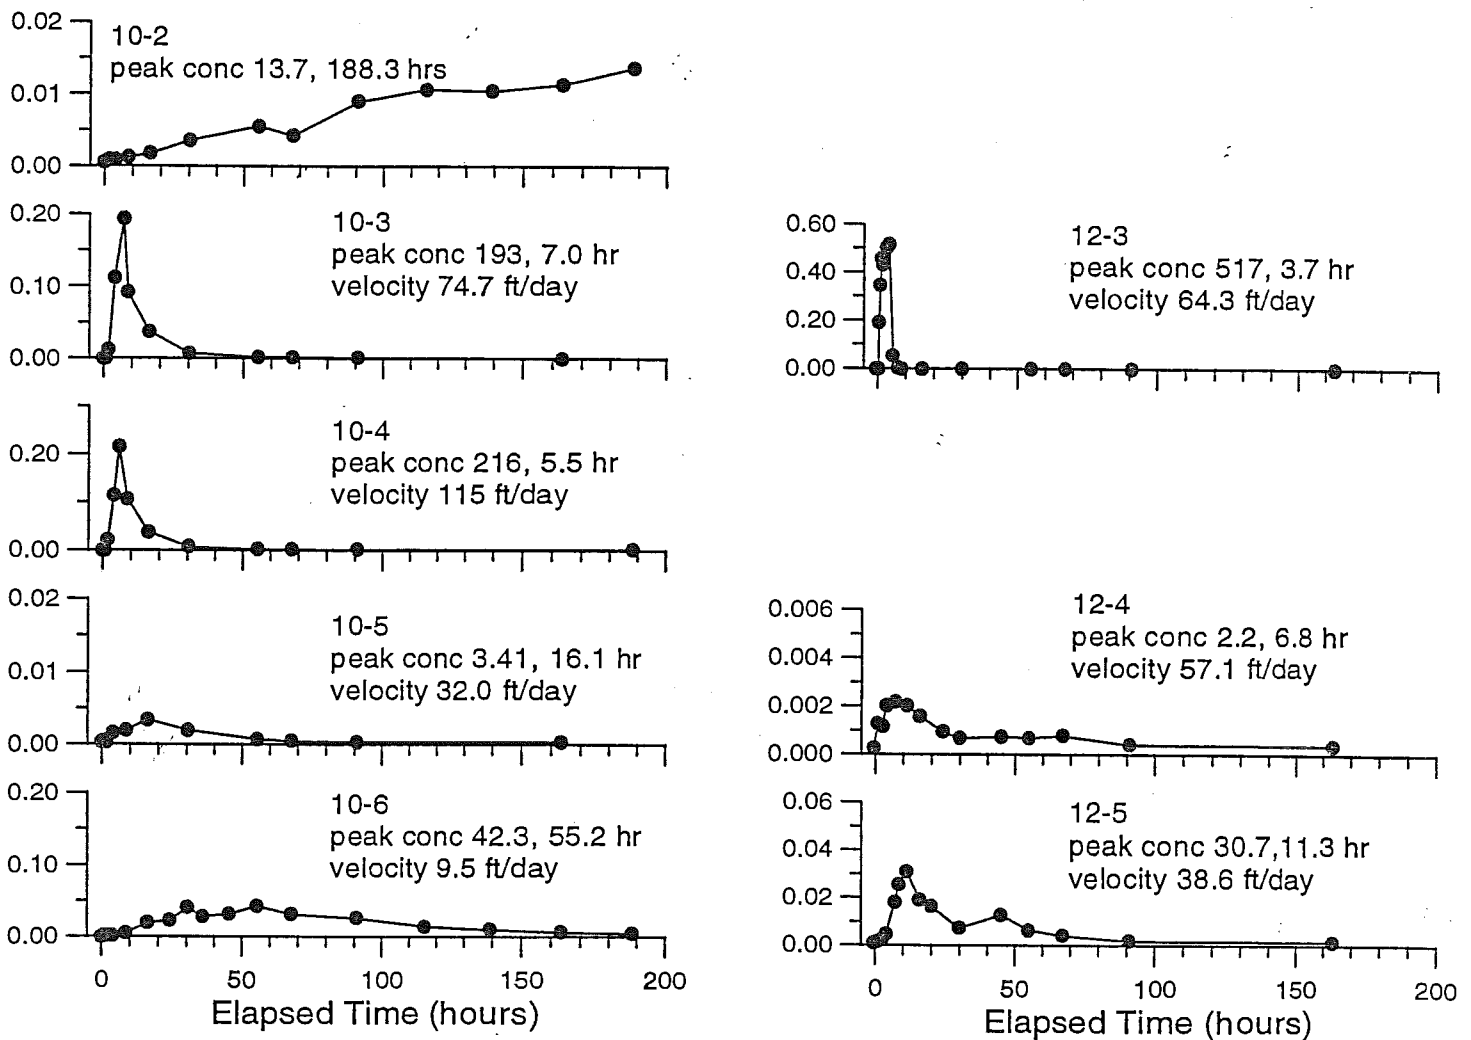 0.02
0.01
0.00
10-2
peak conc 13.7, 188.3 hrs
0.20
0.10
0.00
10-3
peak conc 193, 7.0 hr
velocity 74.7 ft/day
0.20
0.00
10-4
peak conc 216, 5.5 hr
velocity 115 ft/day
0.02
0.01
0.00
10-5
peak conc 3.41, 16.1 hr
velocity 32.0 ft/day
0.20
0.10
0.00
10-6
peak conc 42.3, 55.2 hr
velocity 9.5 ft/day
0 50 100 150 200
Elapsed Time (hours)
0.60
0.40
0.20
0.00
12-3
peak conc 517, 3.7 hr
velocity 64.3 ft/day
0.006
0.004
0.002
0.000
12-4
peak conc 2.2, 6.8 hr
velocity 57.1 ft/day
0.06
0.04
0.02
0.00
12-5
peak conc 30.7,11.3 hr
velocity 38.6 ft/day
0 50 100 150 200
Elapsed Time (hours)